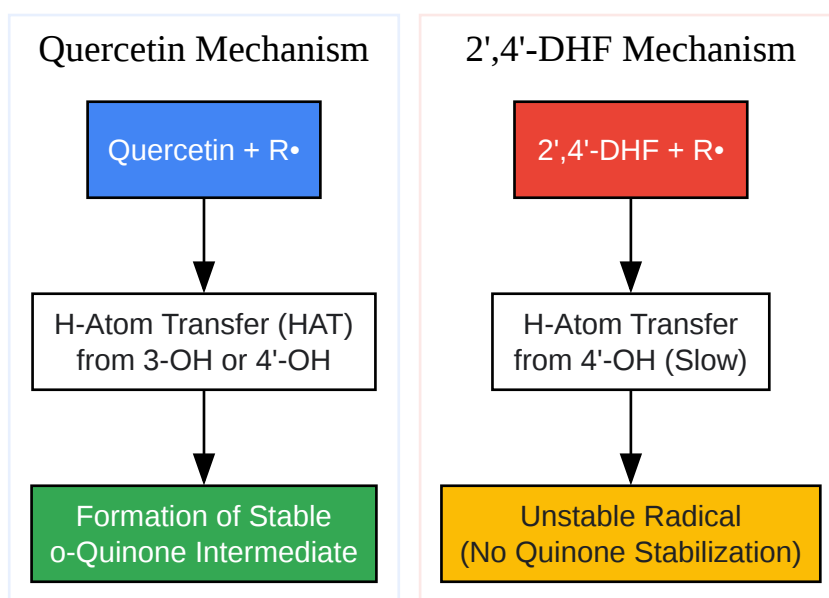 Quercetin Mechanism
Quercetin + R•
H-Atom Transfer (HAT)
from 3-OH or 4'-OH
Formation of Stable
o-Quinone Intermediate
2',4'-DHF Mechanism
2',4'-DHF + R•
H-Atom Transfer
from 4'-OH (Slow)
Unstable Radical
(No Quinone Stabilization)